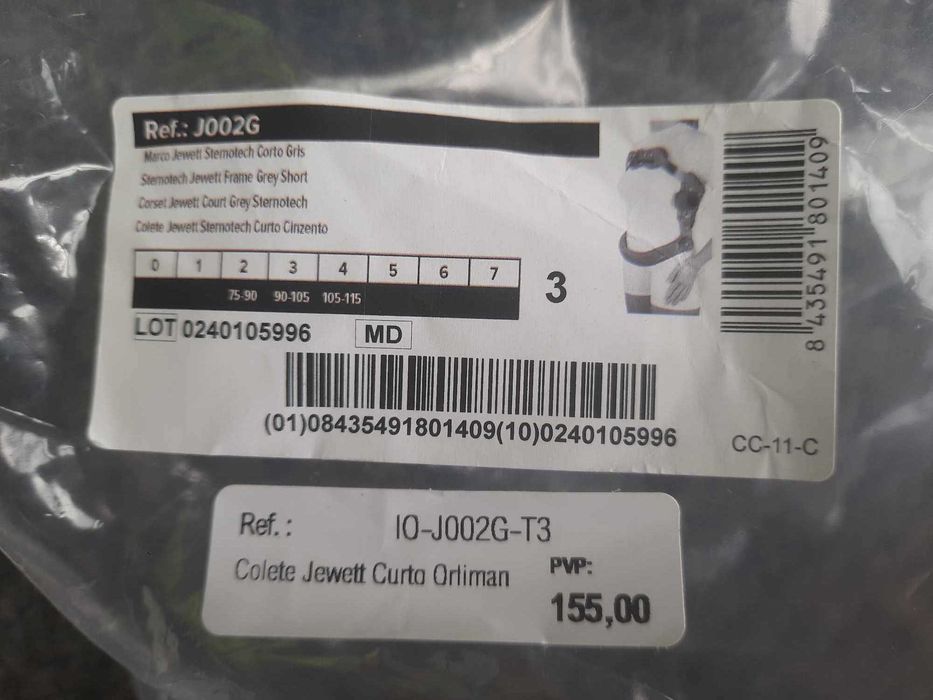 Ref.: J002G
Marco Jewett Sternotech Corto Gris
Sternotech Jewett Frame Grey Short
Corset Jewett Court Grey Sternotech
Colete Jewett Sternotech Curto Cinzento
0 1 2 3 4 5 6 7
75-90 90-105 105-115
3
LOT 0240105996 MD
(01)08435491801409(10)0240105996
CC-11-C
8 435491 801409
Ref.: IO-J002G-T3
Colete Jewett Curto Orliman
PVP:
155,00